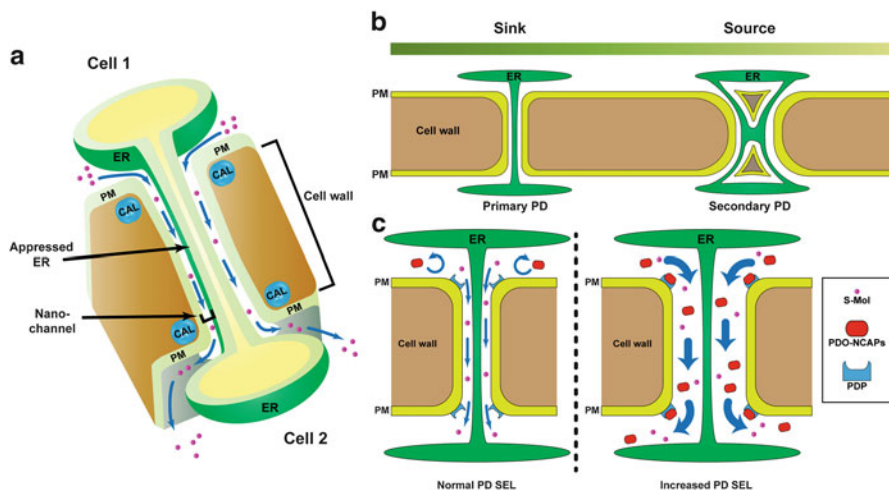 a
Cell 1
ER
PM
PM
CAL
CAL
Cell wall
Appressed
ER
Nano-
channel
CAL
CAL
PM
PM
ER
Cell 2
b
Sink
Source
ER
ER
PM
Cell wall
PM
Primary PD
Secondary PD
c
ER
ER
PM
PM
Cell wall
Cell wall
PM
PM
Normal PD SEL
Increased PD SEL
S-Mol
PDO-NCAPs
PDP